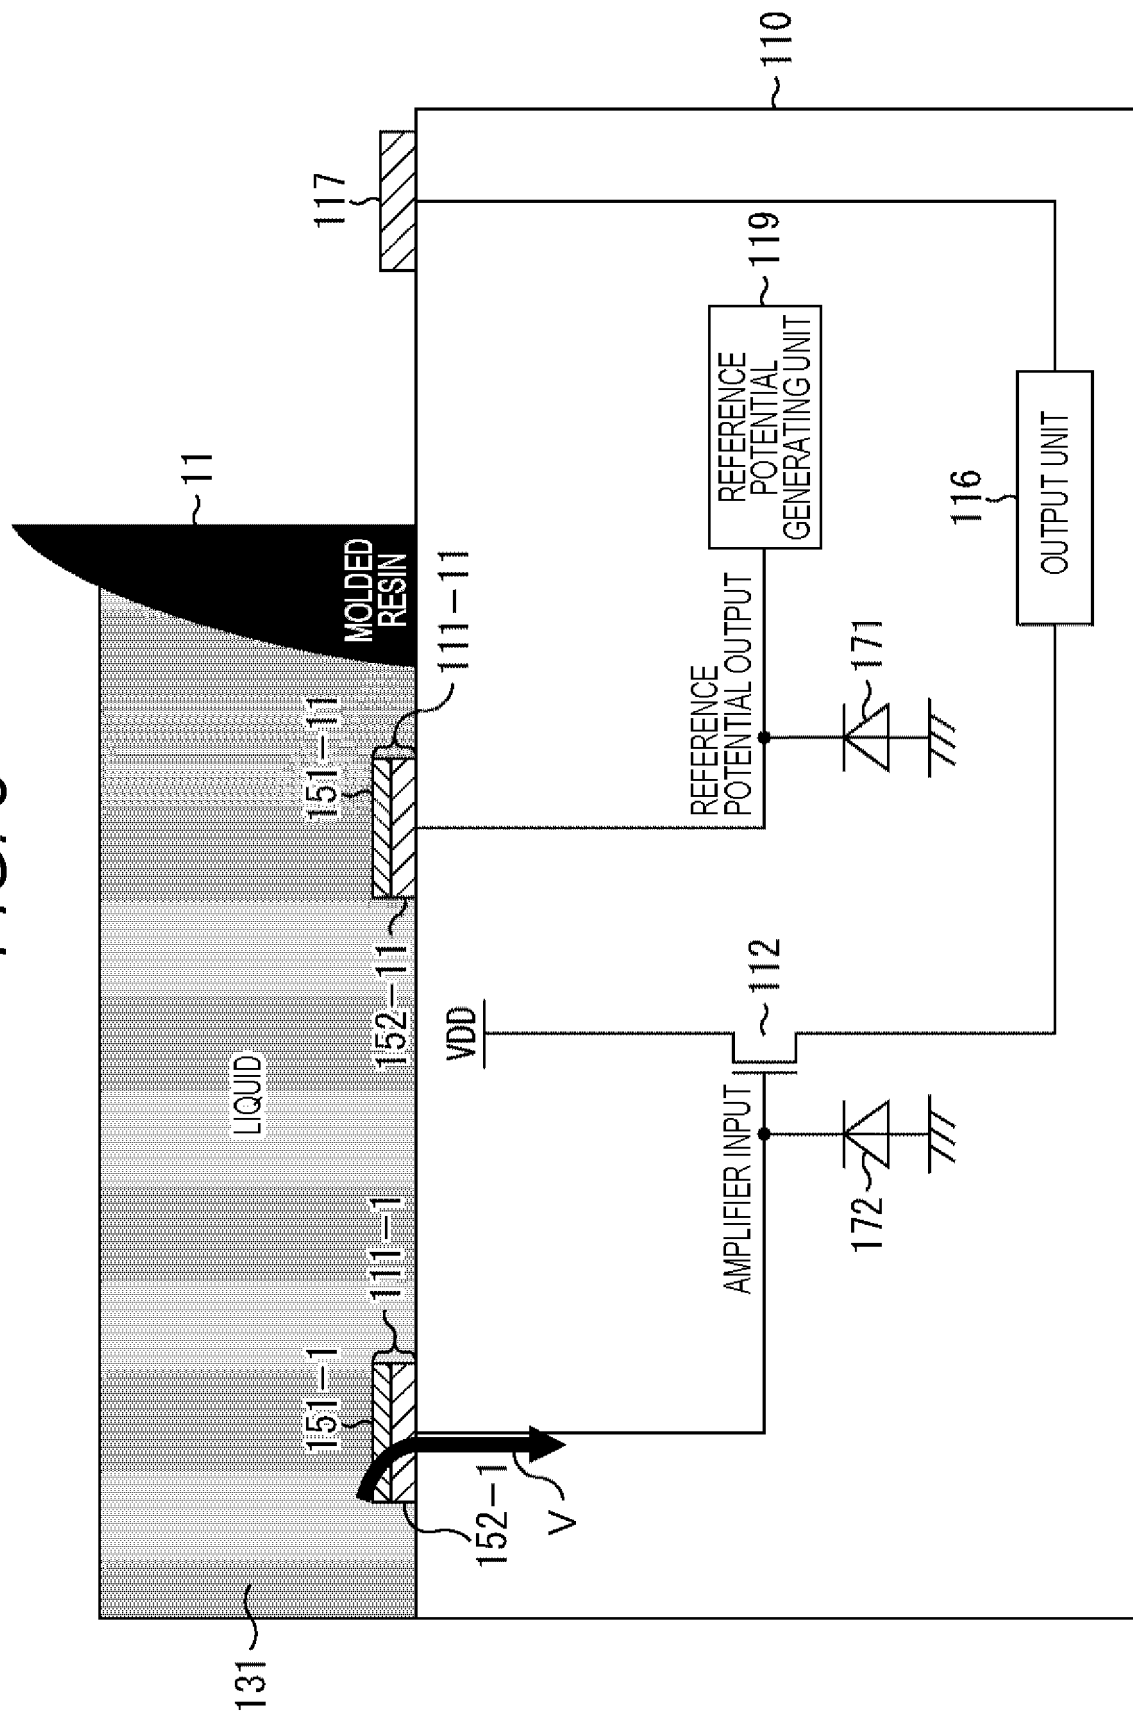 11
MOLDED
RESIN
117
110
131
LIQUID
151-1
111-1
152-1
V
151-11
111-11
152-11
VDD
112
AMPLIFIER INPUT
172
REFERENCE
POTENTIAL OUTPUT
171
REFERENCE
POTENTIAL
GENERATING UNIT
119
OUTPUT UNIT
116